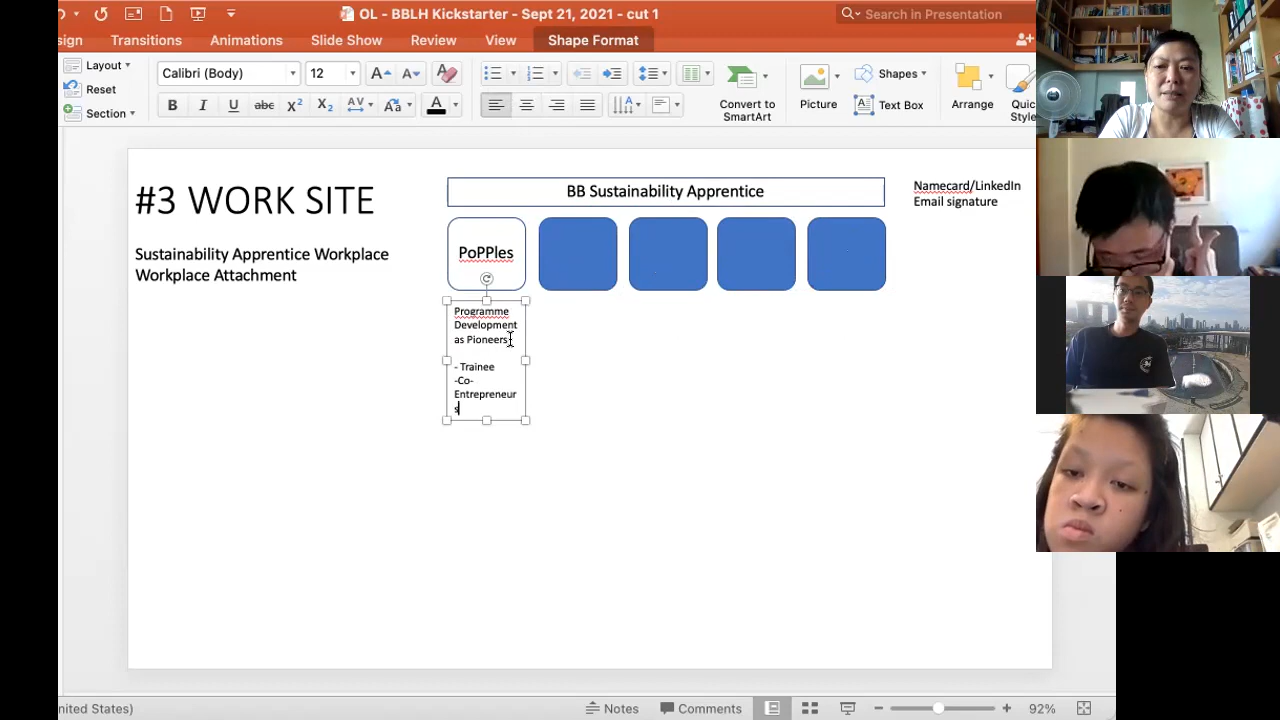 OL - BBLH Kickstarter - Sept 21, 2021 - cut 1
Search in Presentation
sign
Transitions
Animations
Slide Show
Review
View
Shape Format
Layout
Reset
Section
Calibri (Body)
12
Convert to
SmartArt
Picture
Shapes
Text Box
Arrange
Quic
Style
#3 WORK SITE
Sustainability Apprentice Workplace
Workplace Attachment
BB Sustainability Apprentice
Namecard/LinkedIn
Email signature
PoPPles
Programme
Development
as Pioneers
- Trainee
-Co-
Entrepreneur
s
nited States)
Notes
Comments
92%